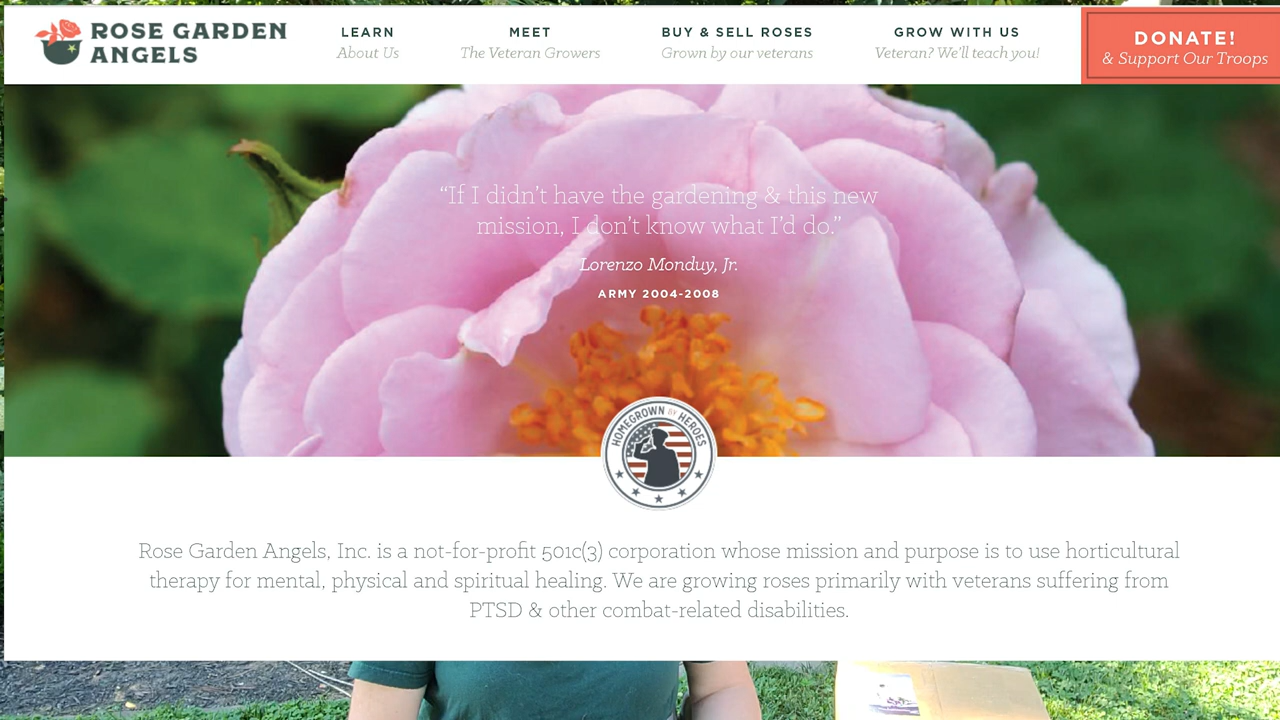 ROSE GARDEN
ANGELS
LEARN
About Us
MEET
The Veteran Growers
BUY & SELL ROSES
Grown by our veterans
GROW WITH US
Veteran? We'll teach you!
DONATE!
& Support Our Troops
“If I didn’t have the gardening & this new
mission, I don’t know what I’d do.”
Lorenzo Monduy, Jr.
ARMY 2004-2008
HOMEGROWN BY HEROES
Rose Garden Angels, Inc. is a not-for-profit 501c(3) corporation whose mission and purpose is to use horticultural
therapy for mental, physical and spiritual healing. We are growing roses primarily with veterans suffering from
PTSD & other combat-related disabilities.